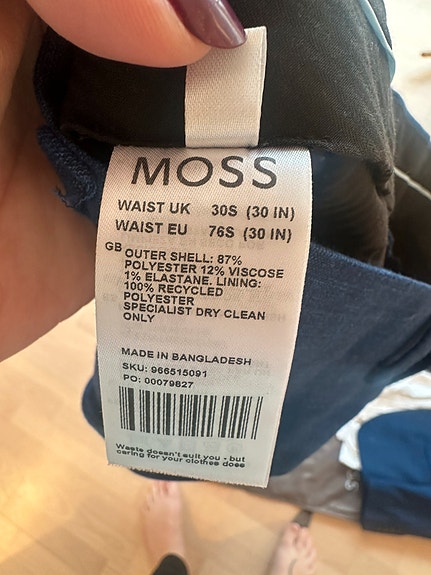 MOSS
WAIST UK 30S (30 IN)
WAIST EU 76S (30 IN)
GB OUTER SHELL: 87%
POLYESTER 12% VISCOSE
1% ELASTANE. LINING:
100% RECYCLED
POLYESTER
SPECIALIST DRY CLEAN
ONLY
MADE IN BANGLADESH
SKU: 966515091
PO: 00079827
Waste doesn't suit you - but
caring for your clothes does